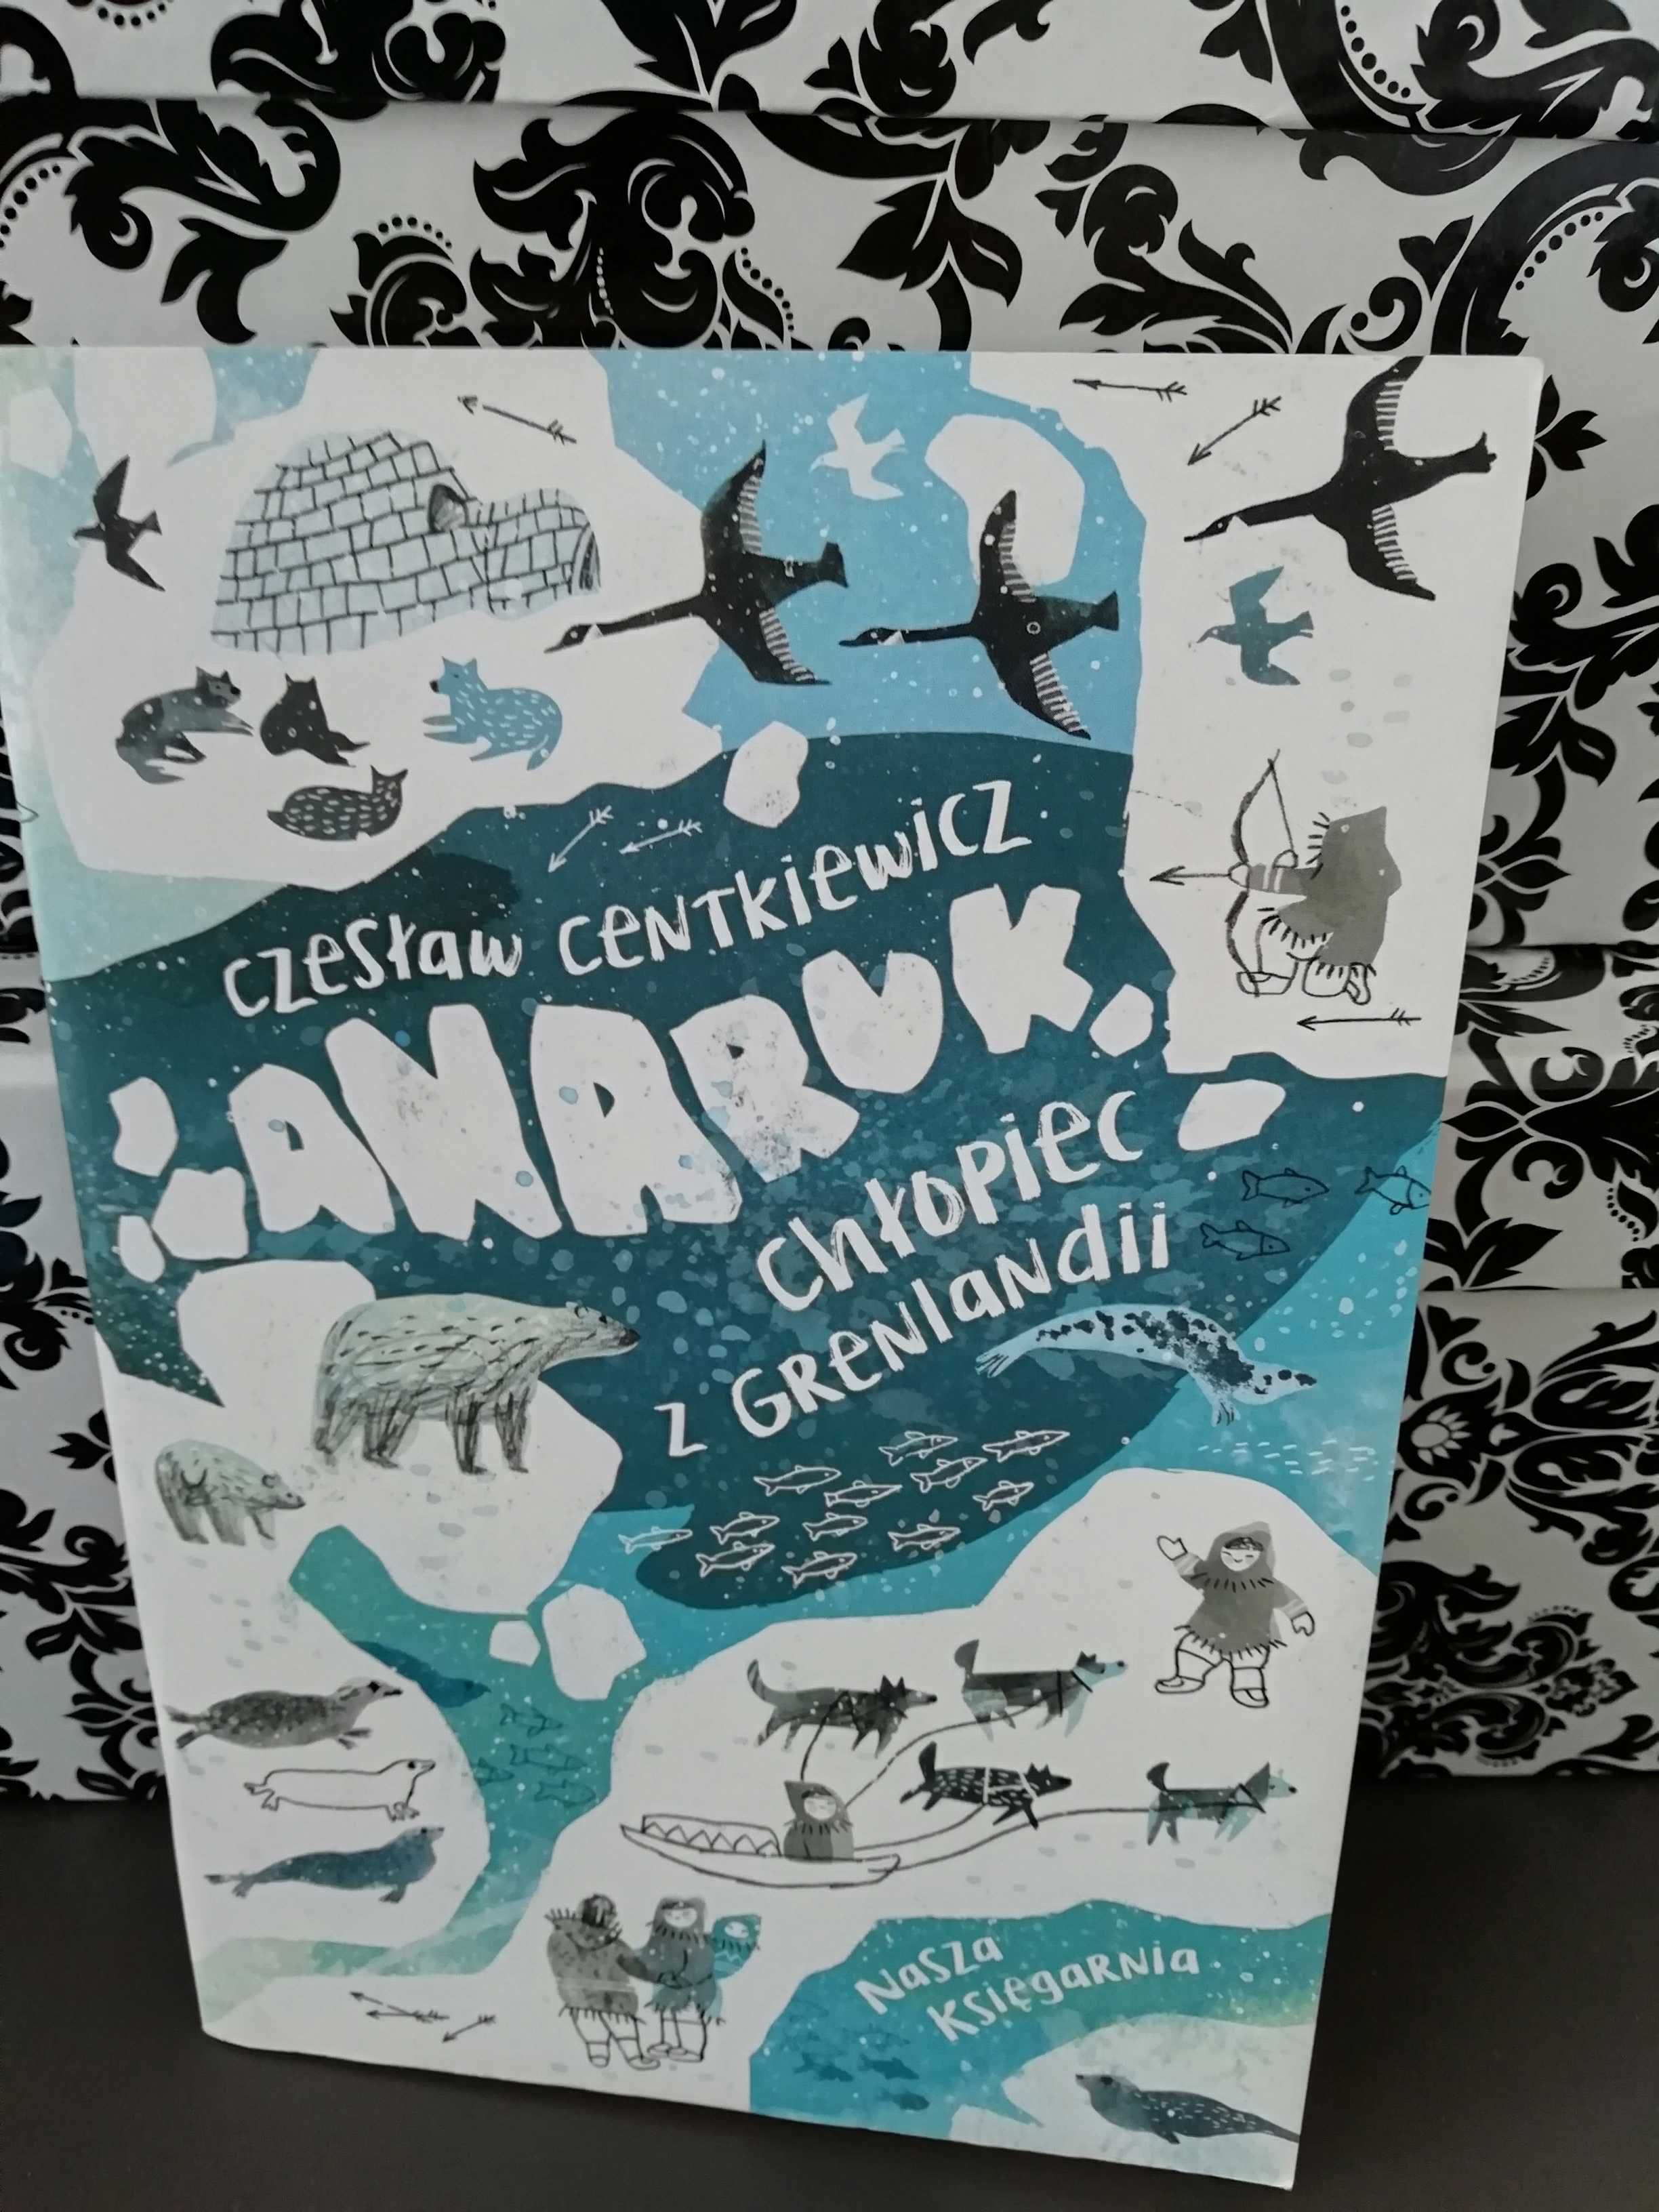 Czesław Centkiewicz
ANARUK
chłopiec
z Grenlandii
Nasza
Księgarnia